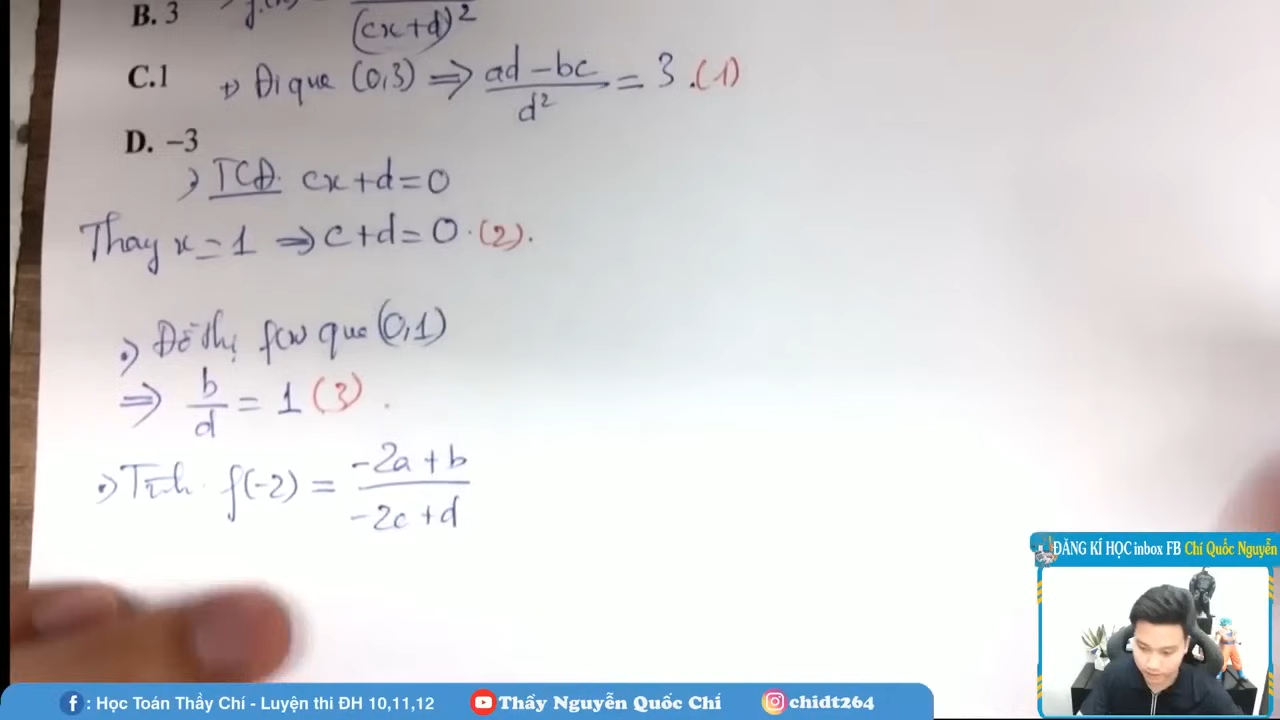 B. 3
(cx+d)²
C.1 +) Đi qua (0,3) ⇒ (ad - bc)/d² = 3. (1)
D. −3
TCĐ. cx+d=0
Thay x=1 ⇒ c+d=0. (2).
Đồ thị f(x) qua (0,1)
⇒ b/d = 1 (3).
Tính f(-2) = (-2a+b)/(-2c+d)
ĐĂNG KÍ HỌC inbox FB Chí Quốc Nguyễn
: Học Toán Thầy Chí - Luyện thi ĐH 10,11,12 Thầy Nguyễn Quốc Chí chidt264